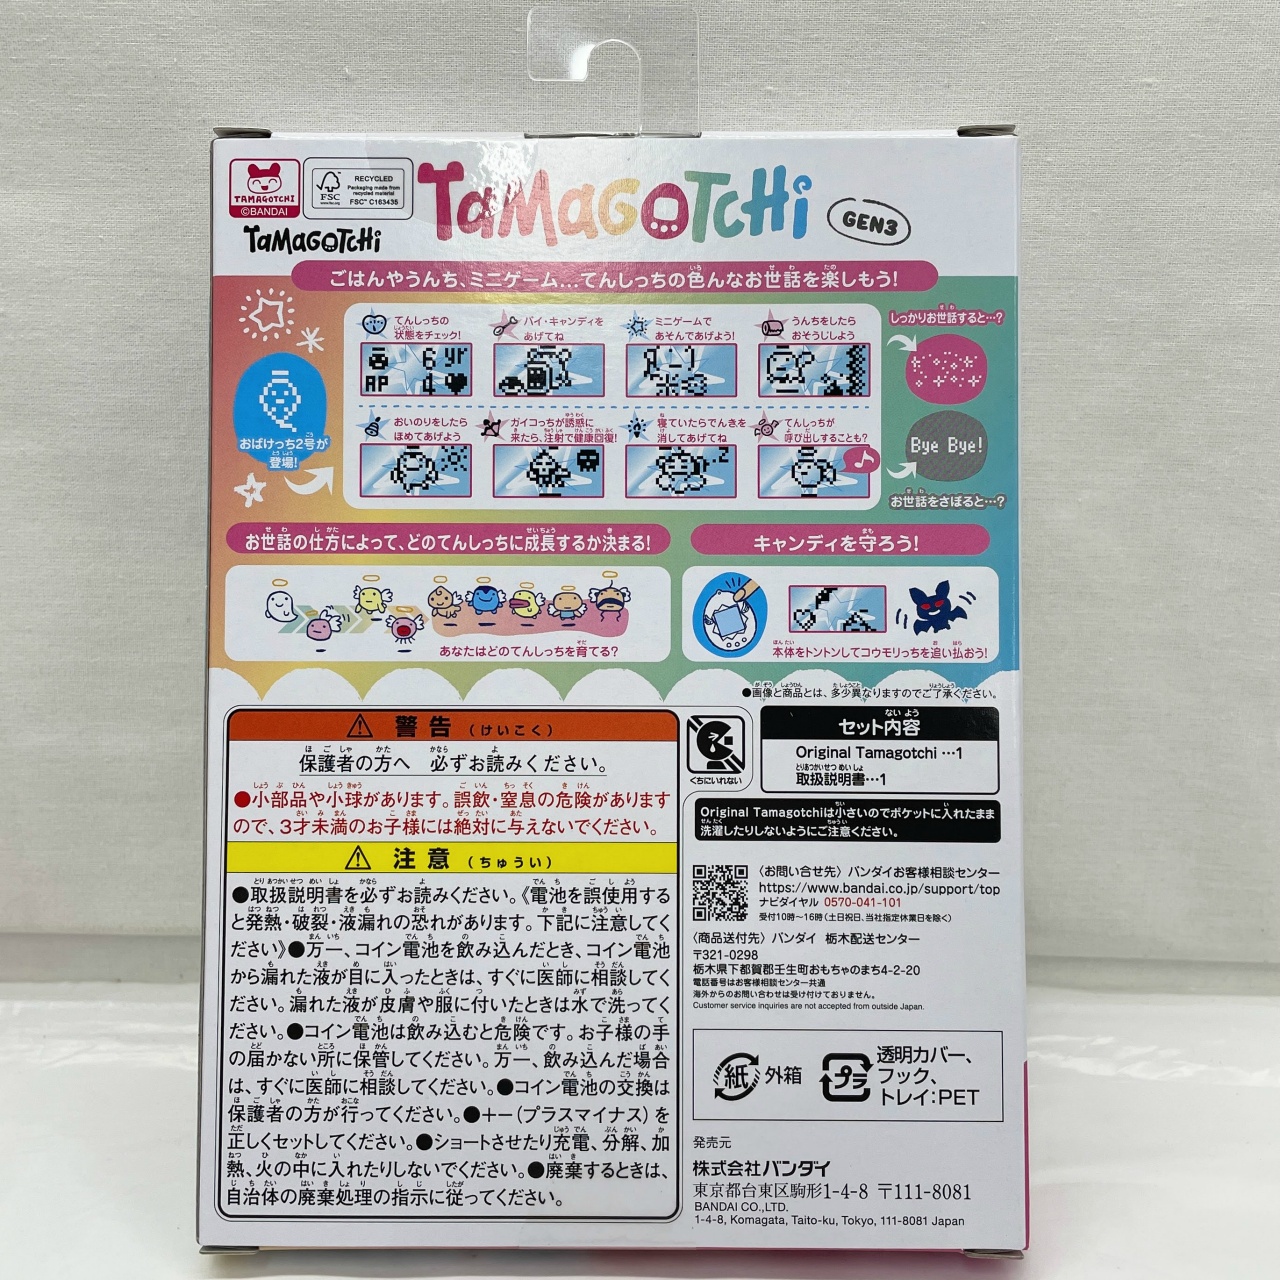 TAMAGOTCHI
©BANDAI
FSC
www.fsc.org
RECYCLED
Packaging made from
recycled material
FSC™ C163435
TaMaGOTCHi
TaMaGOTCHi
GEN3
ごはんやうんち、ミニゲーム…てんしっちの色んなお世話を楽しもう!
おばけっち2号が
登場!
てんしっちの
状態をチェック!
6 yr
AP 4
パイ・キャンディを
あげてね
ミニゲームで
あそんであげよう!
うんちをしたら
おそうじしよう
おいのりをしたら
ほめてあげよう
ガイコっちが誘惑に
来たら、注射で健康回復!
寝ていたらでんきを
消してあげてね
てんしっちが
呼び出しすることも?
しっかりお世話すると…?
Bye Bye!
お世話をさぼると…?
お世話の仕方によって、どのてんしっちに成長するか決まる!
あなたはどのてんしっちを育てる?
キャンディを守ろう!
本体をトントンしてコウモリっちを追い払おう!
●画像と商品とは、多少異なりますのでご了承ください。
警告(けいこく)
保護者の方へ 必ずお読みください。
●小部品や小球があります。誤飲・窒息の危険があります
ので、3才未満のお子様には絶対に与えないでください。
注意(ちゅうい)
●取扱説明書を必ずお読みください。《電池を誤使用する
と発熱・破裂・液漏れの恐れがあります。下記に注意してく
ださい》●万一、コイン電池を飲み込んだとき、コイン電池
から漏れた液が目に入ったときは、すぐに医師に相談してく
ださい。漏れた液が皮膚や服に付いたときは水で洗ってく
ださい。●コイン電池は飲み込むと危険です。お子様の手
の届かない所に保管してください。万一、飲み込んだ場合
は、すぐに医師に相談してください。●コイン電池の交換は
保護者の方が行ってください。●+-(プラスマイナス)を
正しくセットしてください。●ショートさせたり充電、分解、加
熱、火の中に入れたりしないでください。●廃棄するときは、
自治体の廃棄処理の指示に従ってください。
くちにいれない
セット内容
Original Tamagotchi …1
取扱説明書…1
Original Tamagotchiは小さいのでポケットに入れたまま
洗濯したりしないようにご注意ください。
〈お問い合せ先〉バンダイお客様相談センター
https://www.bandai.co.jp/support/top
ナビダイヤル 0570-041-101
受付10時〜16時(土日祝日、当社指定休業日を除く)
〈商品送付先〉バンダイ 栃木配送センター
〒321-0298
栃木県下都賀郡壬生町おもちゃのまち4-2-20
電話番号はお客様相談センター共通
海外からのお問い合わせは受け付けておりません。
Customer service inquiries are not accepted from outside Japan.
紙 外箱
プラ 透明カバー、
フック、
トレイ:PET
発売元
株式会社バンダイ
東京都台東区駒形1-4-8 〒111-8081
BANDAI CO.,LTD.
1-4-8, Komagata, Taito-ku, Tokyo, 111-8081 Japan